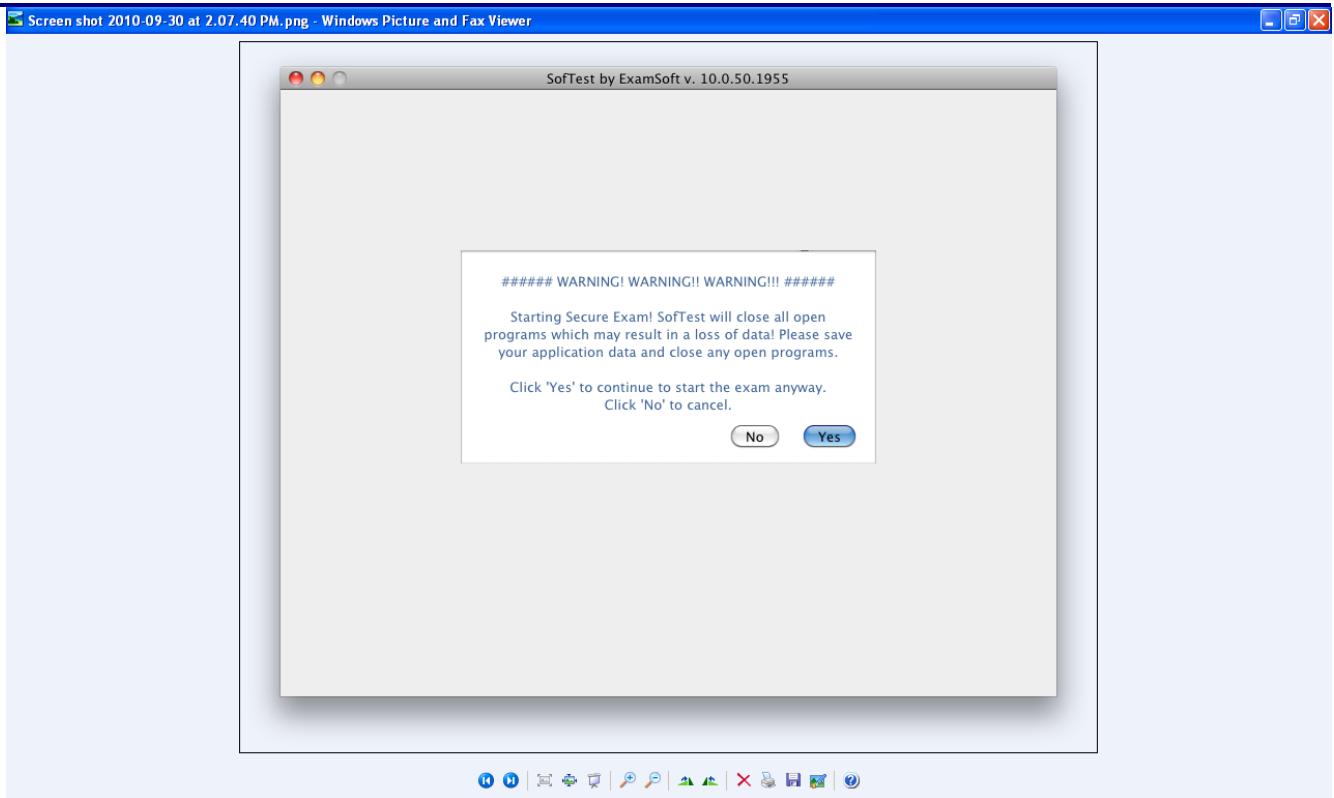 Screen shot 2010-09-30 at 2.07.40 PM.png - Windows Picture and Fax Viewer
SofTest by ExamSoft v. 10.0.50.1955
###### WARNING! WARNING!! WARNING!!! ######
Starting Secure Exam! SofTest will close all open
programs which may result in a loss of data! Please save
your application data and close any open programs.
Click 'Yes' to continue to start the exam anyway.
Click 'No' to cancel.
No Yes